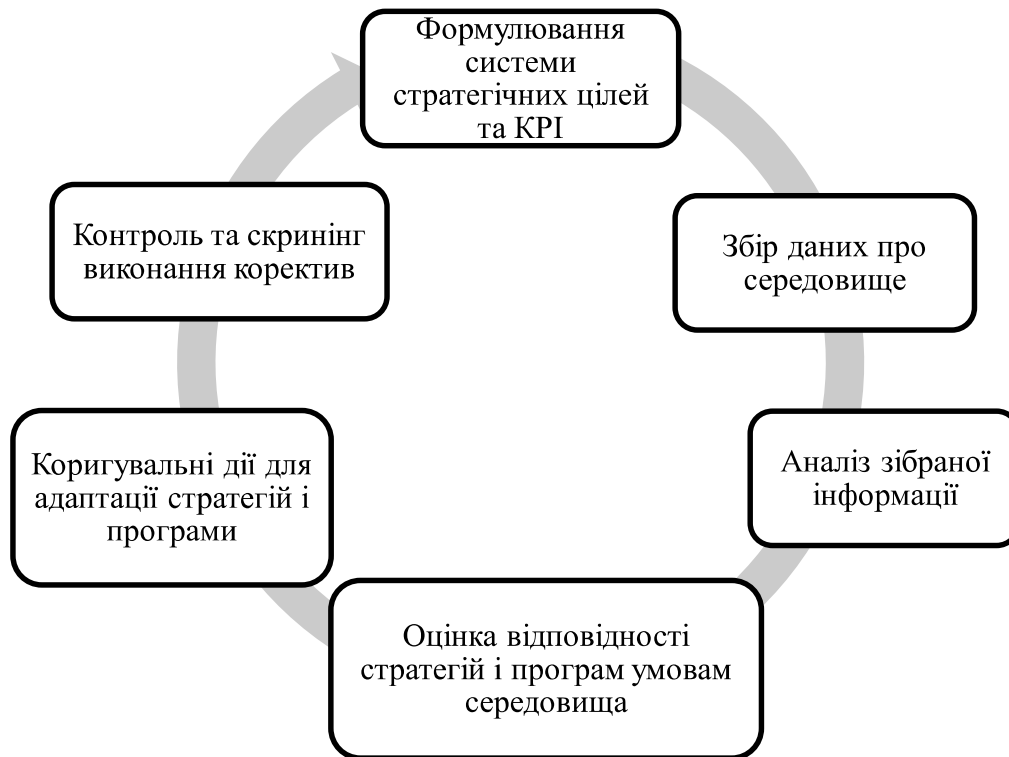 Формулювання
системи
стратегічних цілей
та КРІ
Збір даних про
середовище
Аналіз зібраної
інформації
Оцінка відповідності
стратегій і програм умовам
середовища
Коригувальні дії для
адаптації стратегій і
програми
Контроль та скринінг
виконання коректив